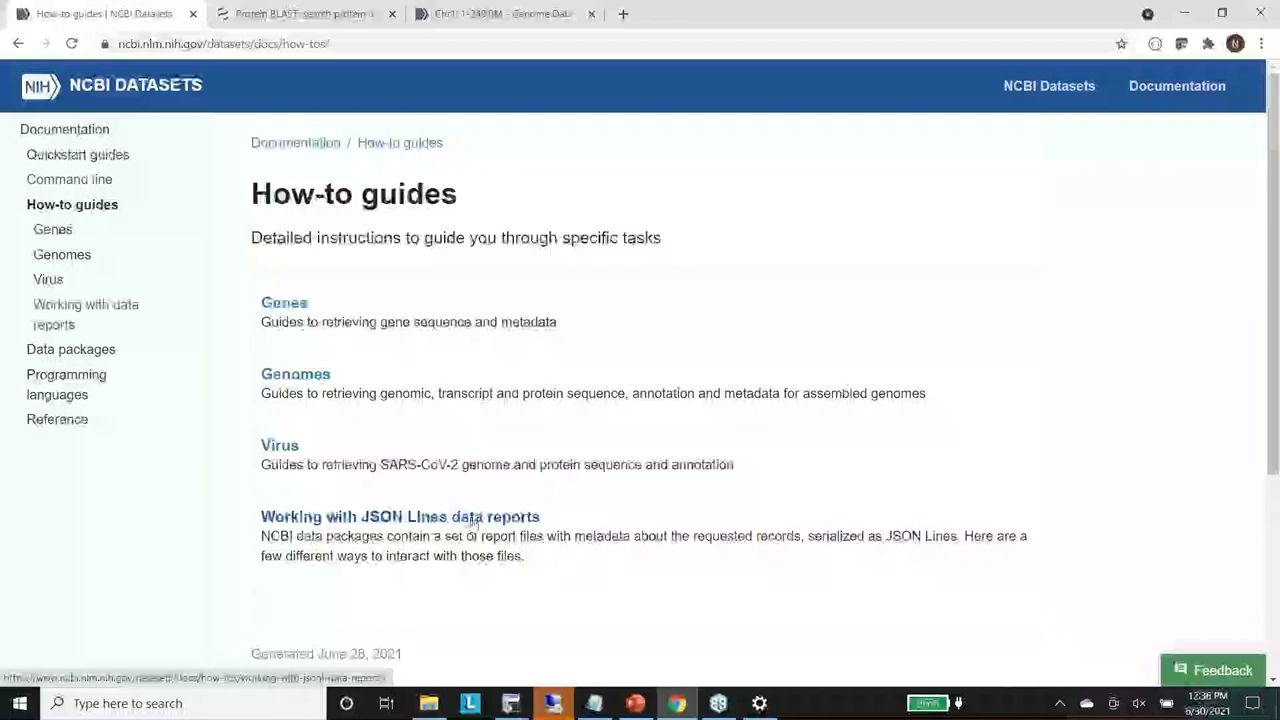 How-to guides | NCBI Datasets
Protein BLAST: search protein d
ncbi.nlm.nih.gov/datasets/docs/how-tos/
N
NIH NCBI DATASETS
NCBI Datasets
Documentation
Documentation
Quickstart guides
Command line
How-to guides
Genes
Genomes
Virus
Working with data
reports
Data packages
Programming
languages
Reference
Documentation / How-to guides
How-to guides
Detailed instructions to guide you through specific tasks
Genes
Guides to retrieving gene sequence and metadata
Genomes
Guides to retrieving genomic, transcript and protein sequence, annotation and metadata for assembled genomes
Virus
Guides to retrieving SARS-CoV-2 genome and protein sequence and annotation
Working with JSON Lines data reports
NCBI data packages contain a set of report files with metadata about the requested records, serialized as JSON Lines. Here are a
few different ways to interact with those files.
Generated June 28, 2021
Feedback
Type here to search
L
12:36 PM
6/30/2021